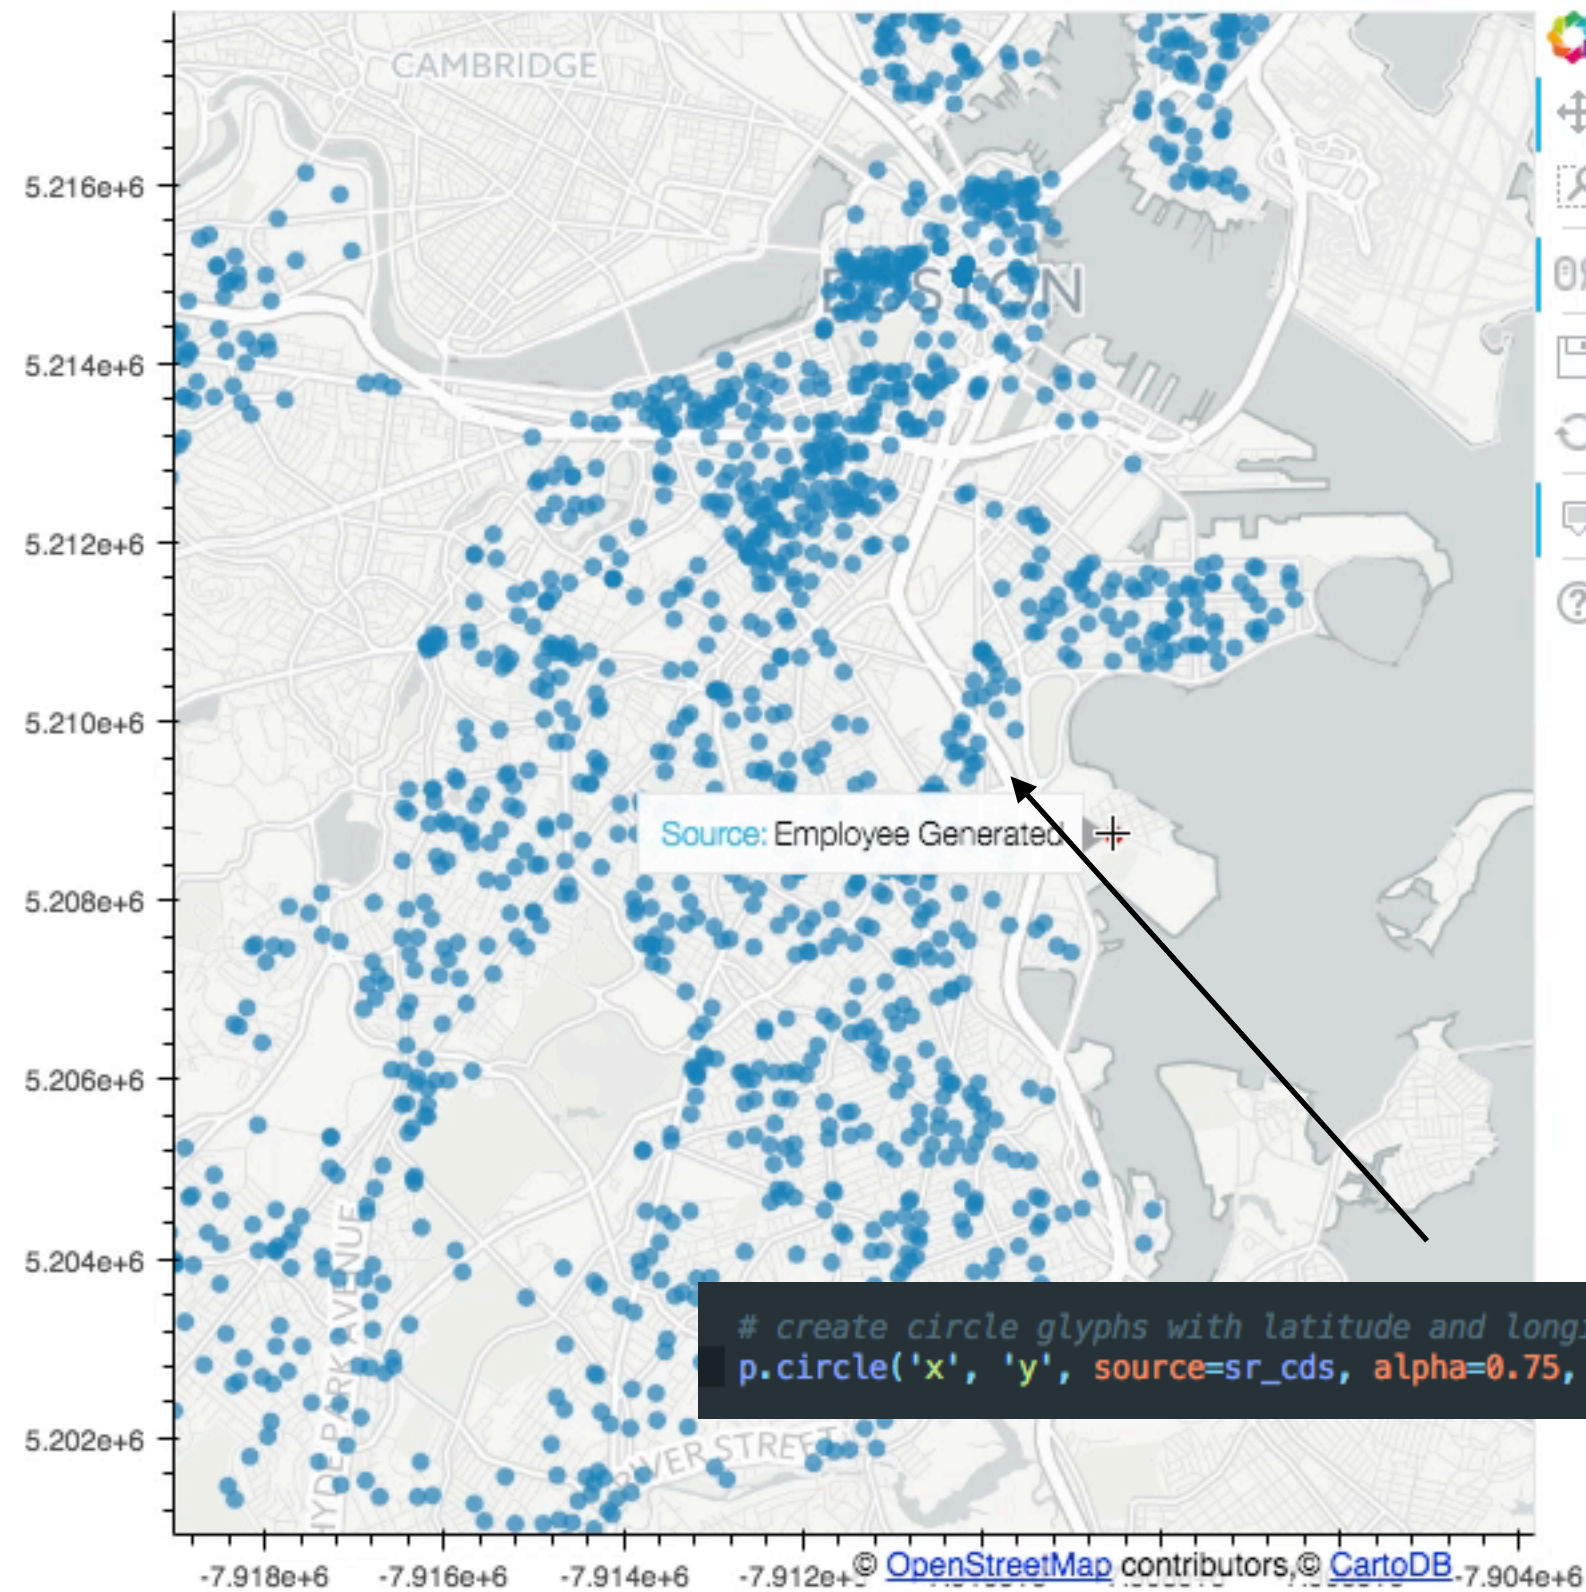 CAMBRIDGE
5.216e+6
BOSTON
5.214e+6
5.212e+6
5.210e+6
Source: Employee Generated
5.208e+6
5.206e+6
5.204e+6
HYDE PARK AVENUE
# create circle glyphs with latitude and longi
p.circle('x', 'y', source=sr_cds, alpha=0.75,
5.202e+6
RIVER STREET
© OpenStreetMap contributors,© CartoDB
-7.918e+6 -7.916e+6 -7.914e+6 -7.912e+ -7.904e+6